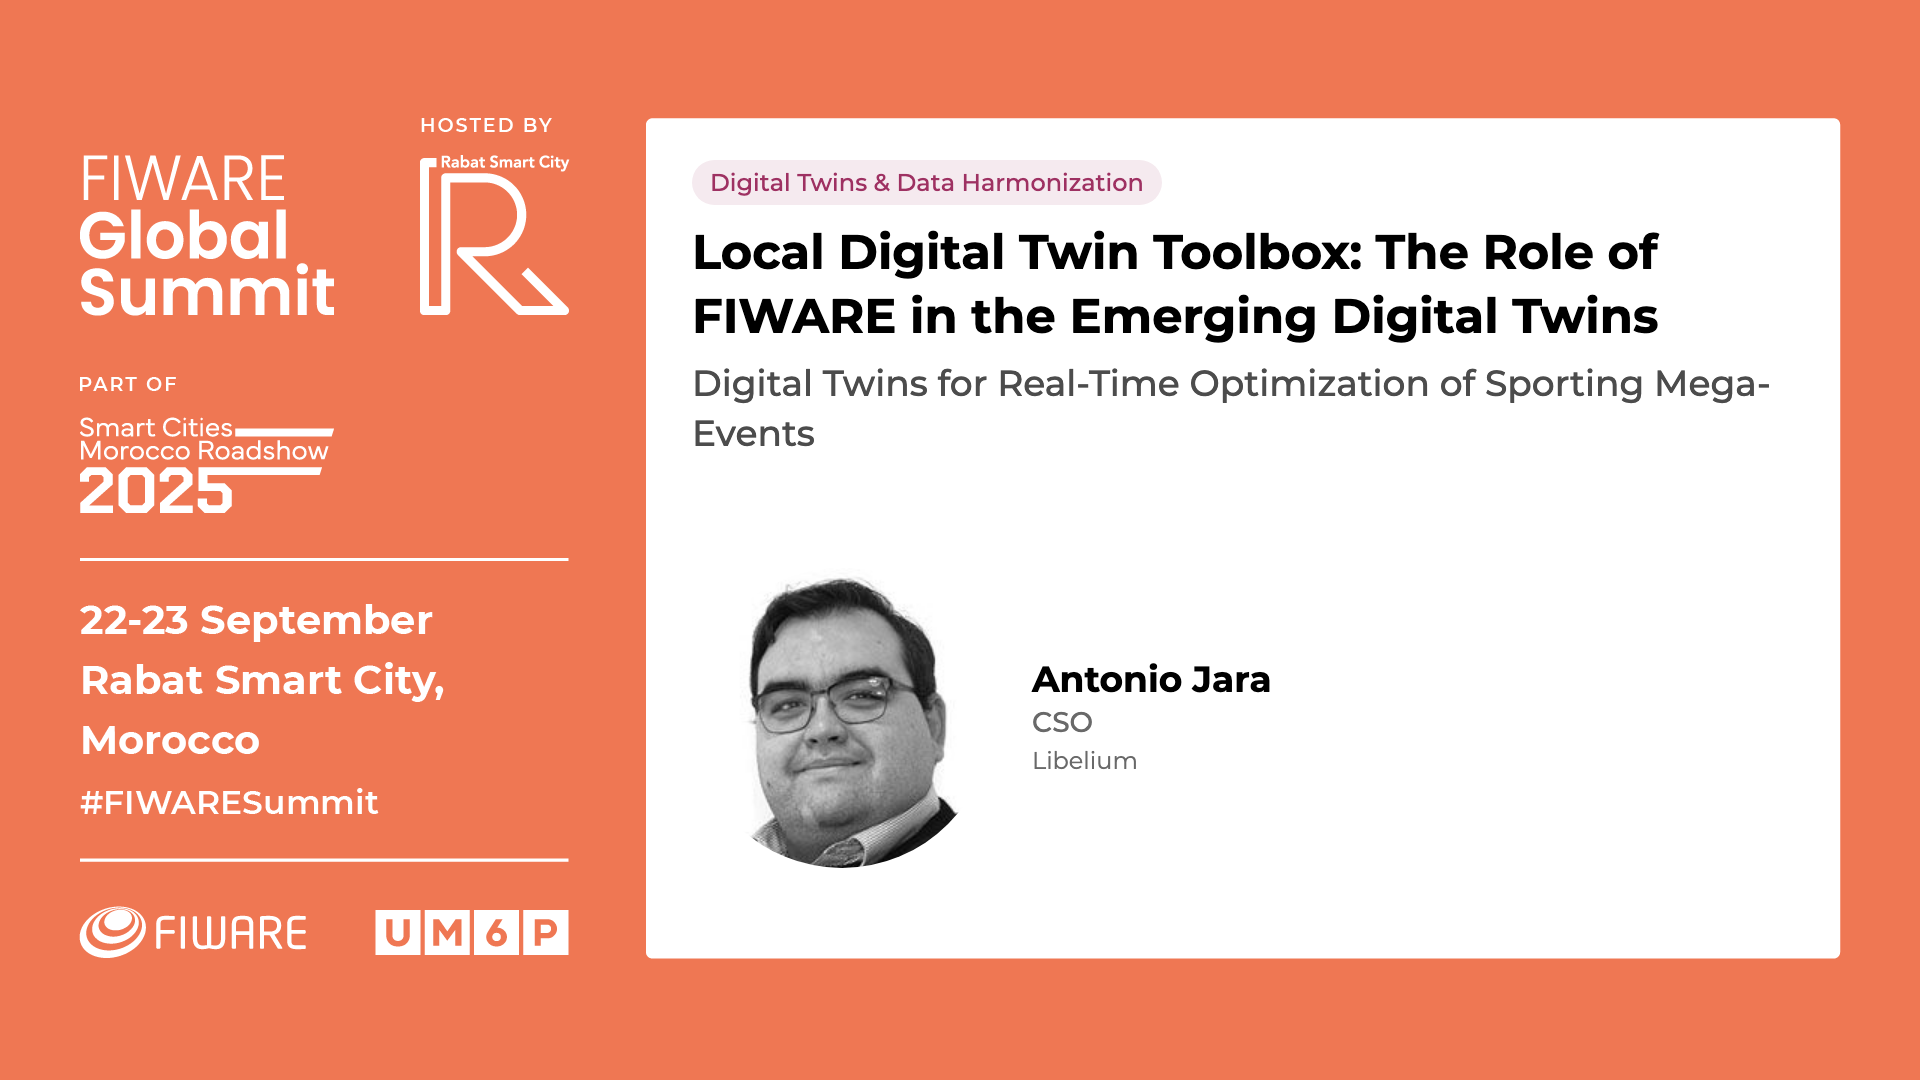 FIWARE
Global
Summit
HOSTED BY
Rabat Smart City
R
PART OF
Smart Cities
Morocco Roadshow
2025
22-23 September
Rabat Smart City,
Morocco
#FIWARESummit
FIWARE
UM6P
Digital Twins & Data Harmonization
Local Digital Twin Toolbox: The Role of
FIWARE in the Emerging Digital Twins
Digital Twins for Real-Time Optimization of Sporting Mega-
Events
Antonio Jara
CSO
Libelium